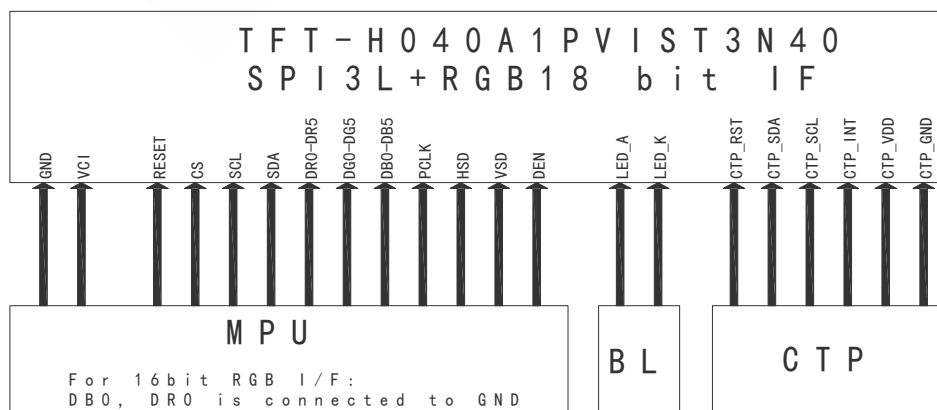 TFT-H040A1PVIST3N40
SPI3L+RGB18 bit IF
GND
VCI
RESET
CS
SCL
SDA
DR0-DR5
DG0-DG5
DB0-DB5
PCLK
HSD
VSD
DEN
LED_A
LED_K
CTP_RST
CTP_SDA
CTP_SCL
CTP_INT
CTP_VDD
CTP_GND
MPU
For 16bit RGB I/F:
DB0, DR0 is connected to GND
BL
CTP